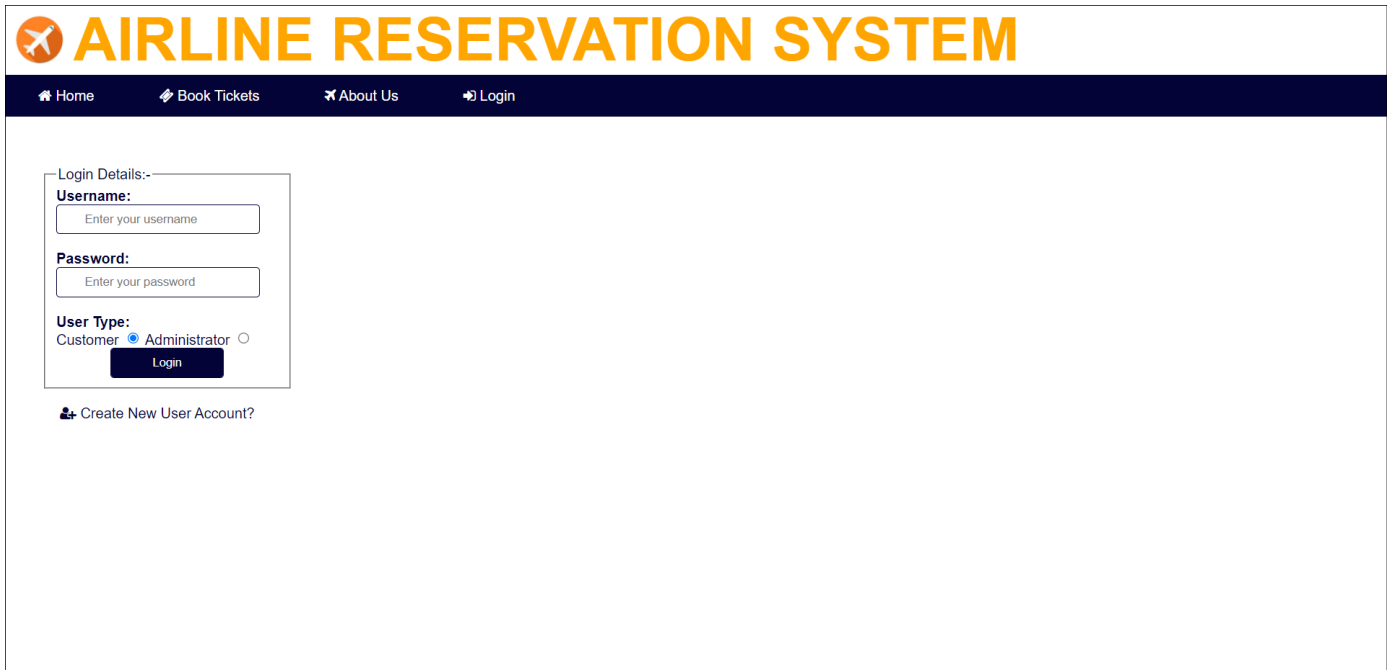 AIRLINE RESERVATION SYSTEM
Home Book Tickets About Us Login
Login Details:-
Username:
Enter your username
Password:
Enter your password
User Type:
Customer Administrator
Login
Create New User Account?